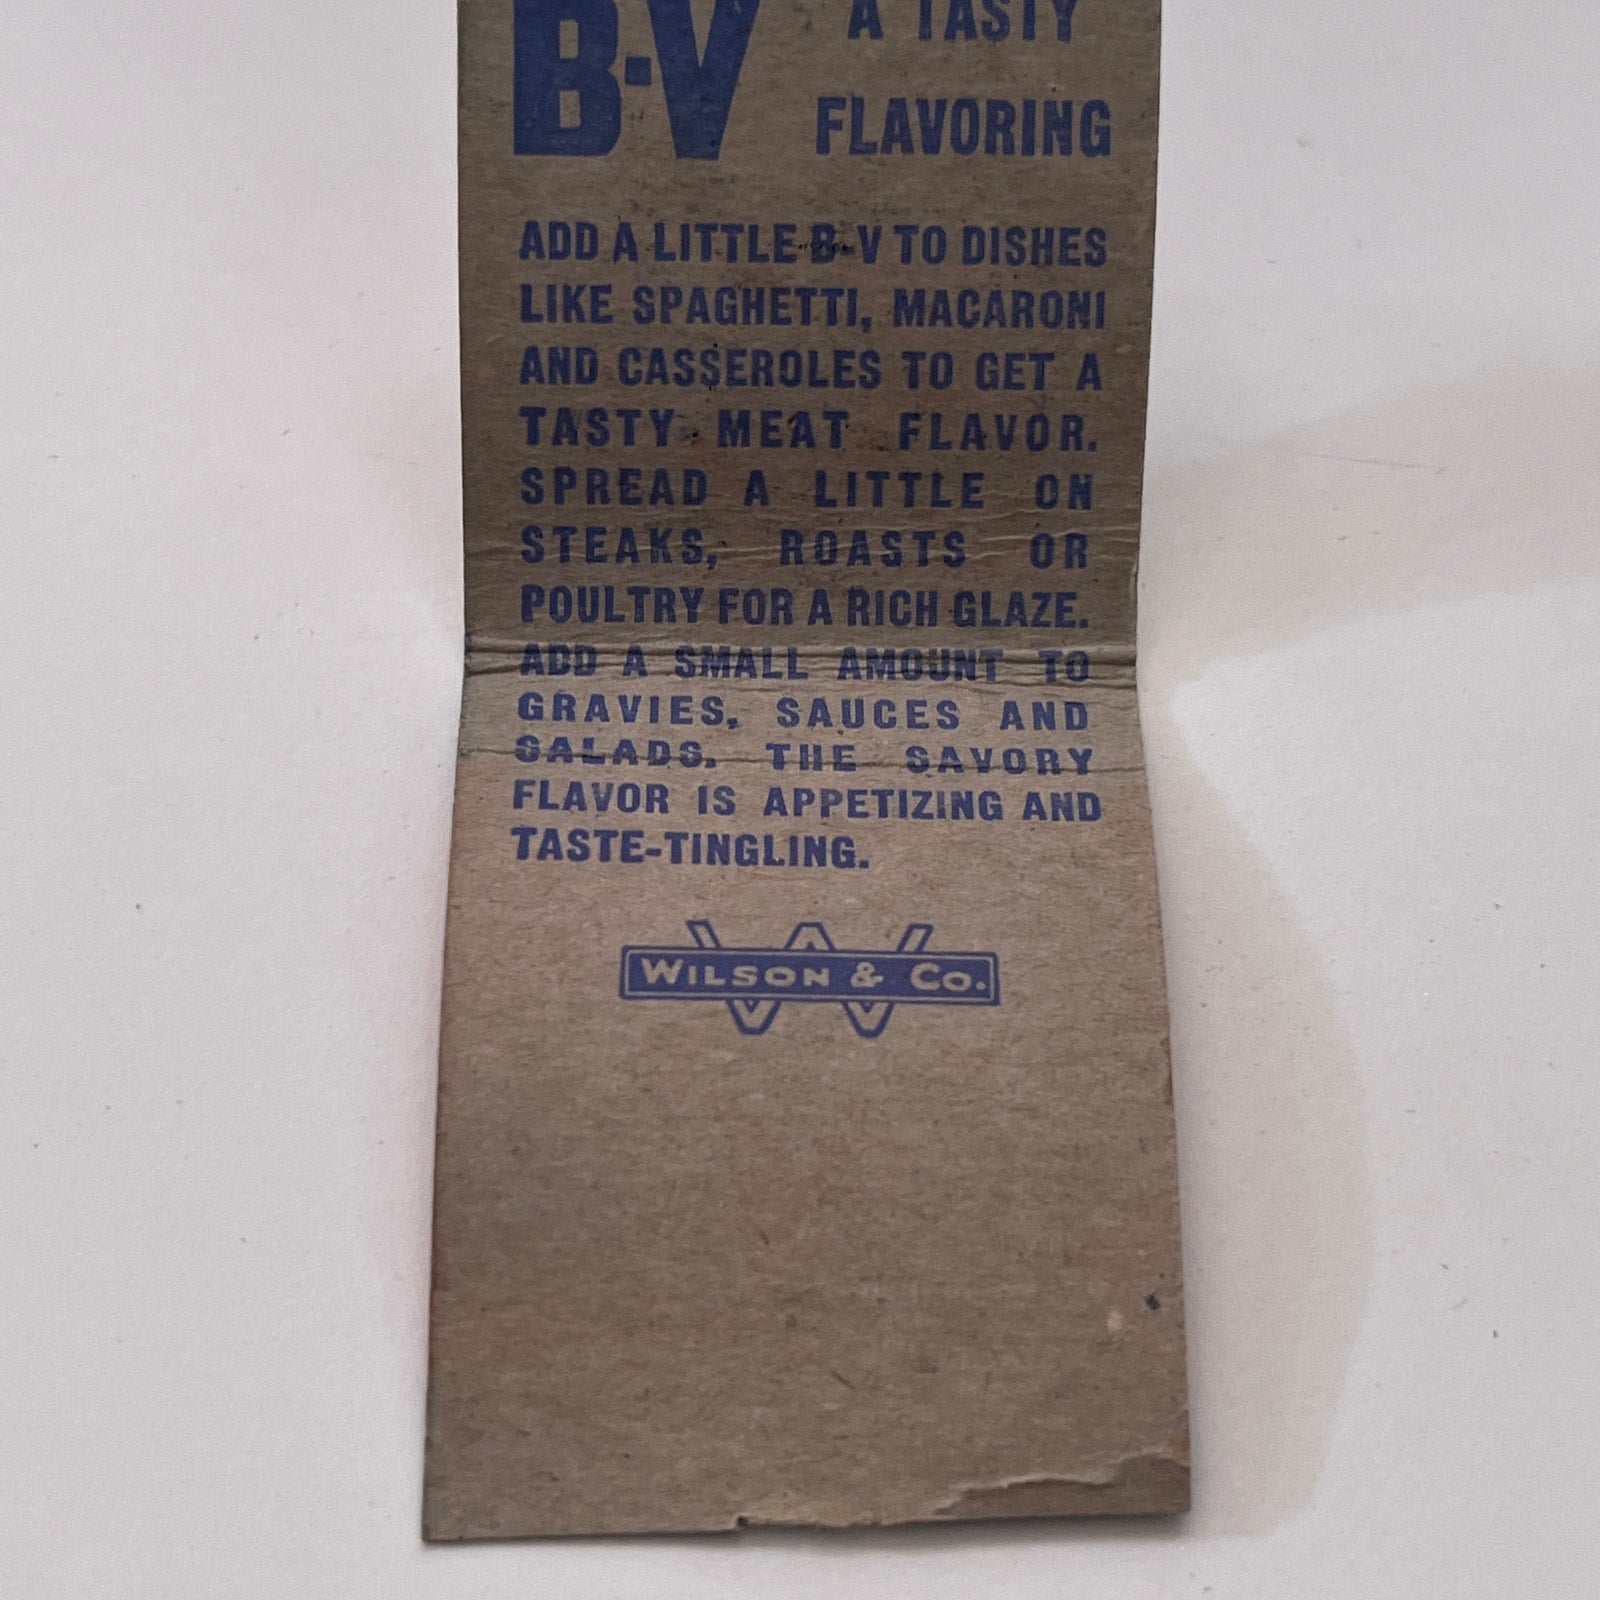 B-V
A TASTY
FLAVORING
ADD A LITTLE B-V TO DISHES
LIKE SPAGHETTI, MACARONI
AND CASSEROLES TO GET A
TASTY MEAT FLAVOR.
SPREAD A LITTLE ON
STEAKS, ROASTS OR
POULTRY FOR A RICH GLAZE.
ADD A SMALL AMOUNT TO
GRAVIES, SAUCES AND
SALADS. THE SAVORY
FLAVOR IS APPETIZING AND
TASTE-TINGLING.
W
WILSON & CO.